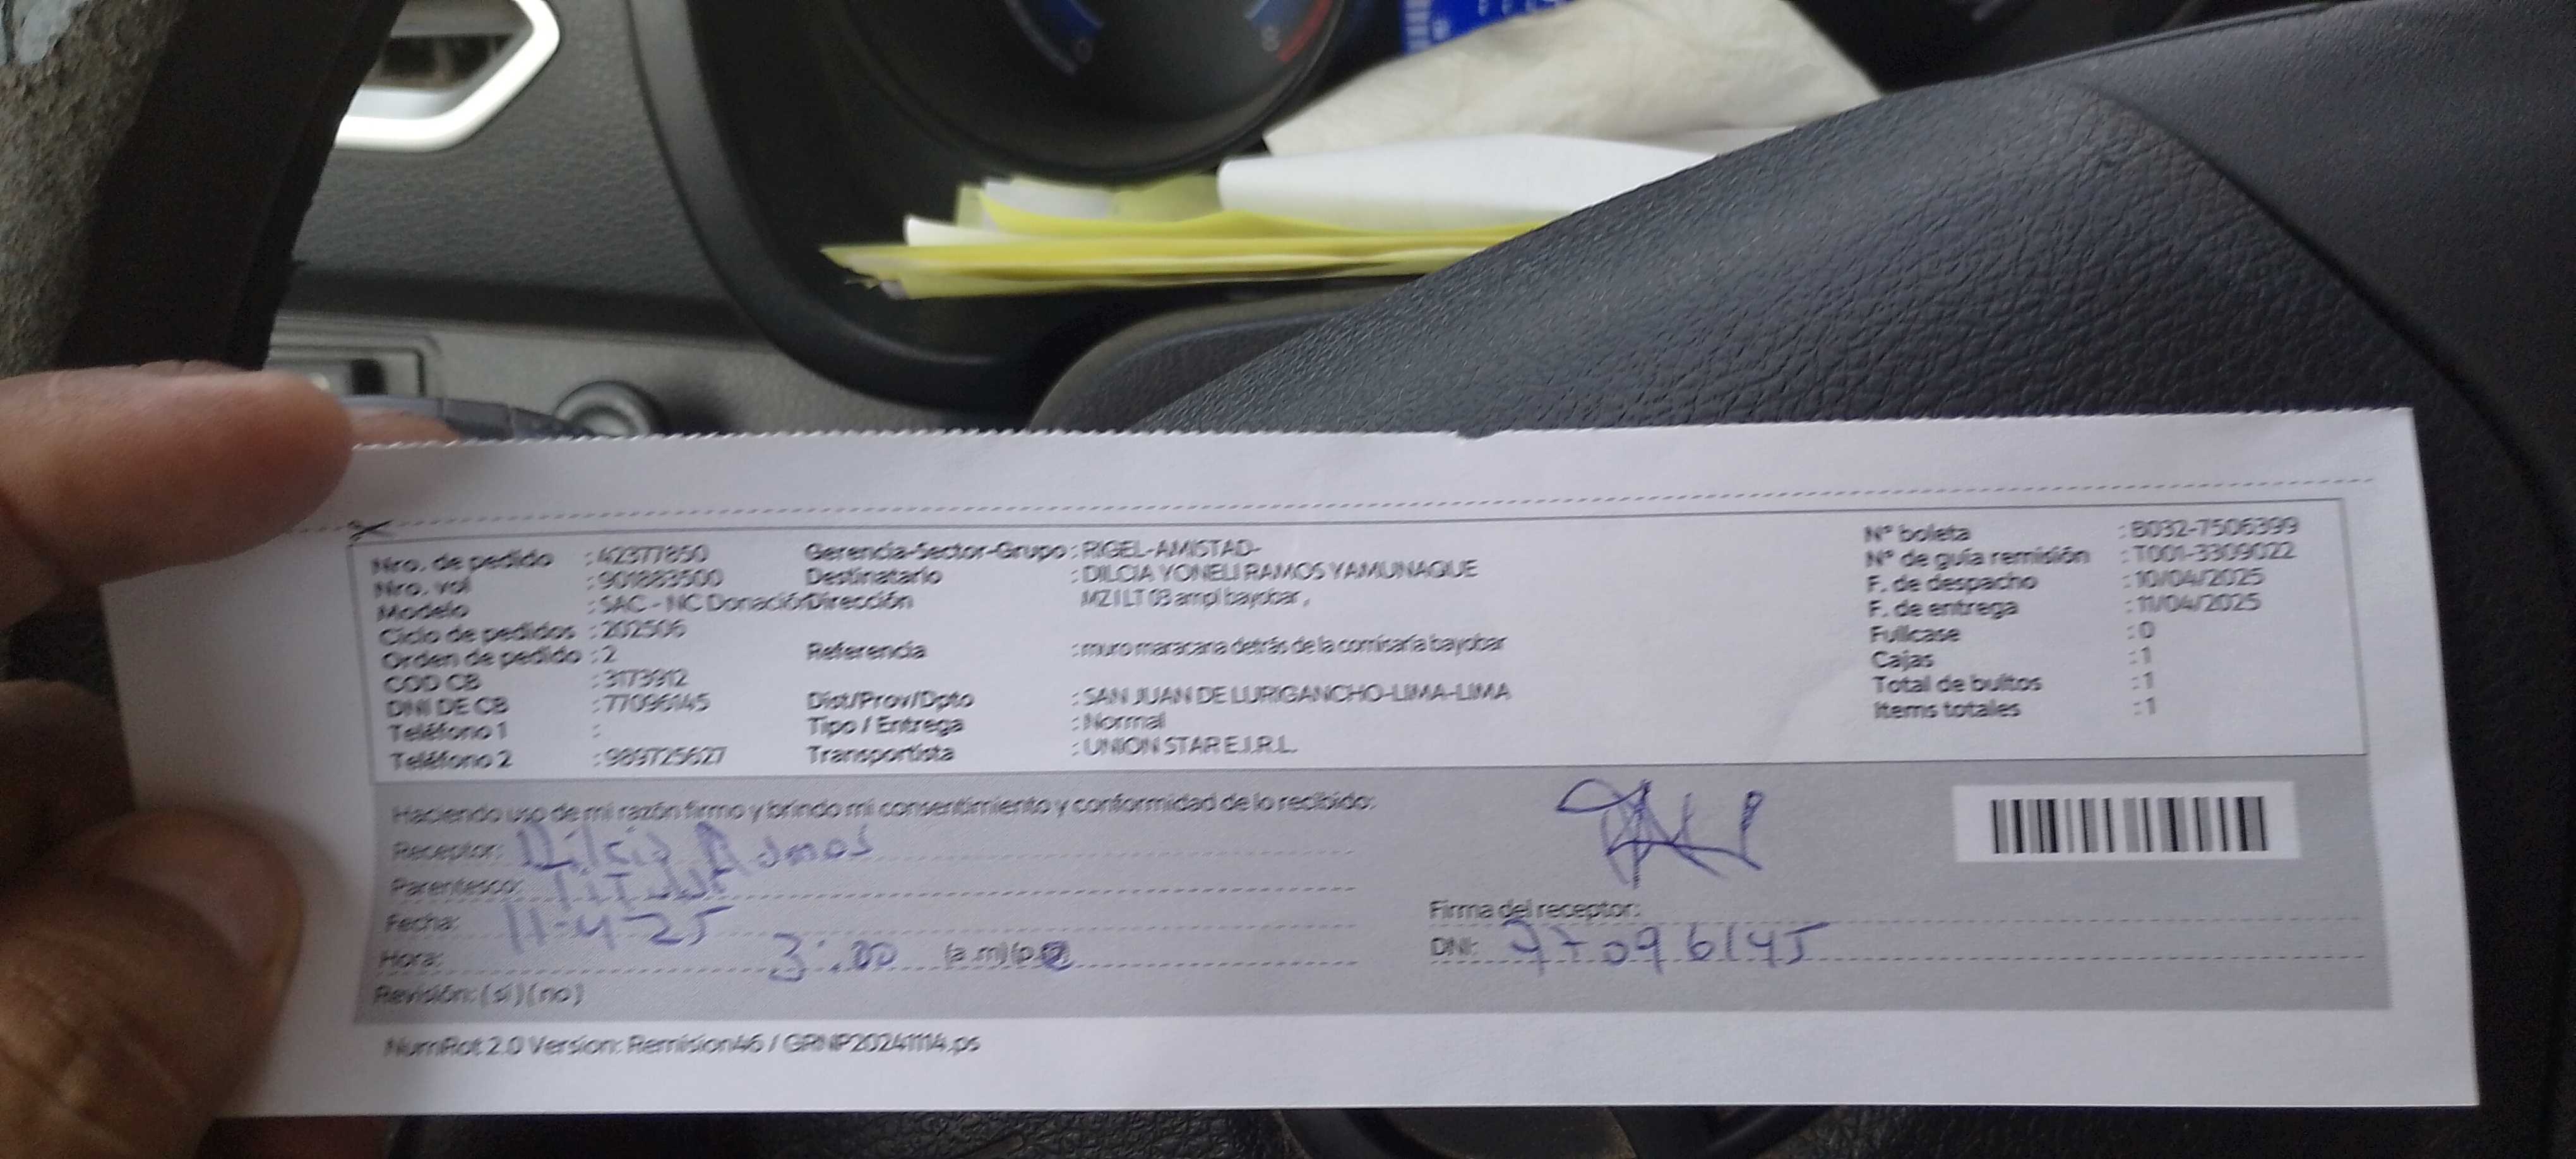 Nro. de pedido : 42377850
Nro. vol : 901883500
Modelo : SAC - NC Donación
Ciclo de pedidos : 202506
Orden de pedido : 2
COD CB : 3173912
DNI DE CB : 77096145
Teléfono 1 :
Teléfono 2 : 989725627
Gerencia-Sector-Grupo : RIGEL-AMISTAD-
Destinatario : DILCIA YONELI RAMOS YAMUNAQUE
Dirección MZ I LT 03 ampl bayobar ,
Referencia : muro maracana detrás de la comisaría bayobar
Dist/Prov/Dpto : SAN JUAN DE LURIGANCHO-LIMA-LIMA
Tipo / Entrega : Normal
Transportista : UNION STAR E.I.R.L.
N° boleta : B032-7506399
N° de guía remisión : T001-3309022
F. de despacho : 10/04/2025
F. de entrega : 11/04/2025
Fullcase : 0
Cajas : 1
Total de bultos : 1
Items totales : 1
Haciendo uso de mi razón firmo y brindo mi consentimiento y conformidad de lo recibido:
Receptor: Dilcia Ramos
Parentesco: Titular
Fecha: 11-4-25
Hora: 3:00 (a.m)(p.
Revisión: (si) (no)
Firma del receptor:
DNI: 77096145
NumRot 2.0 Version: Remision46 / GRNP20241114.ps